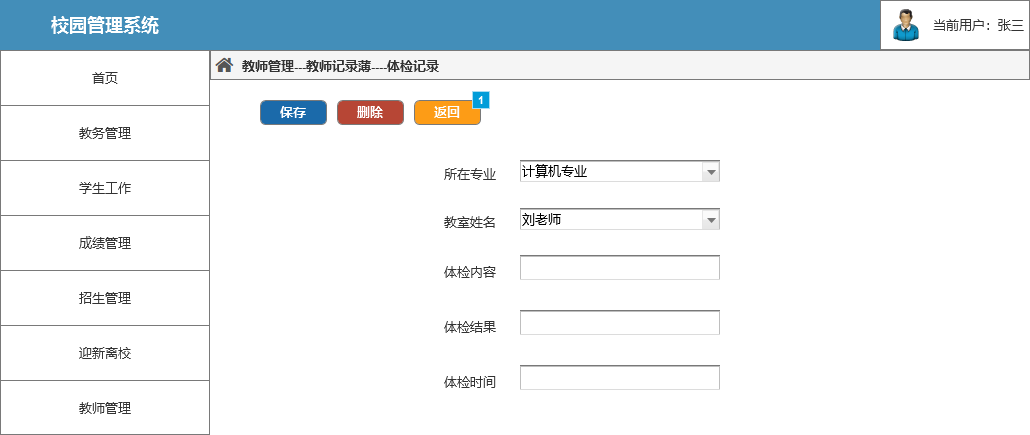 校园管理系统
当前用户：张三
首页
教务管理
学生工作
成绩管理
招生管理
迎新离校
教师管理
教师管理---教师记录薄----体检记录
保存
删除
返回
1
所在专业 计算机专业
教室姓名 刘老师
体检内容
体检结果
体检时间